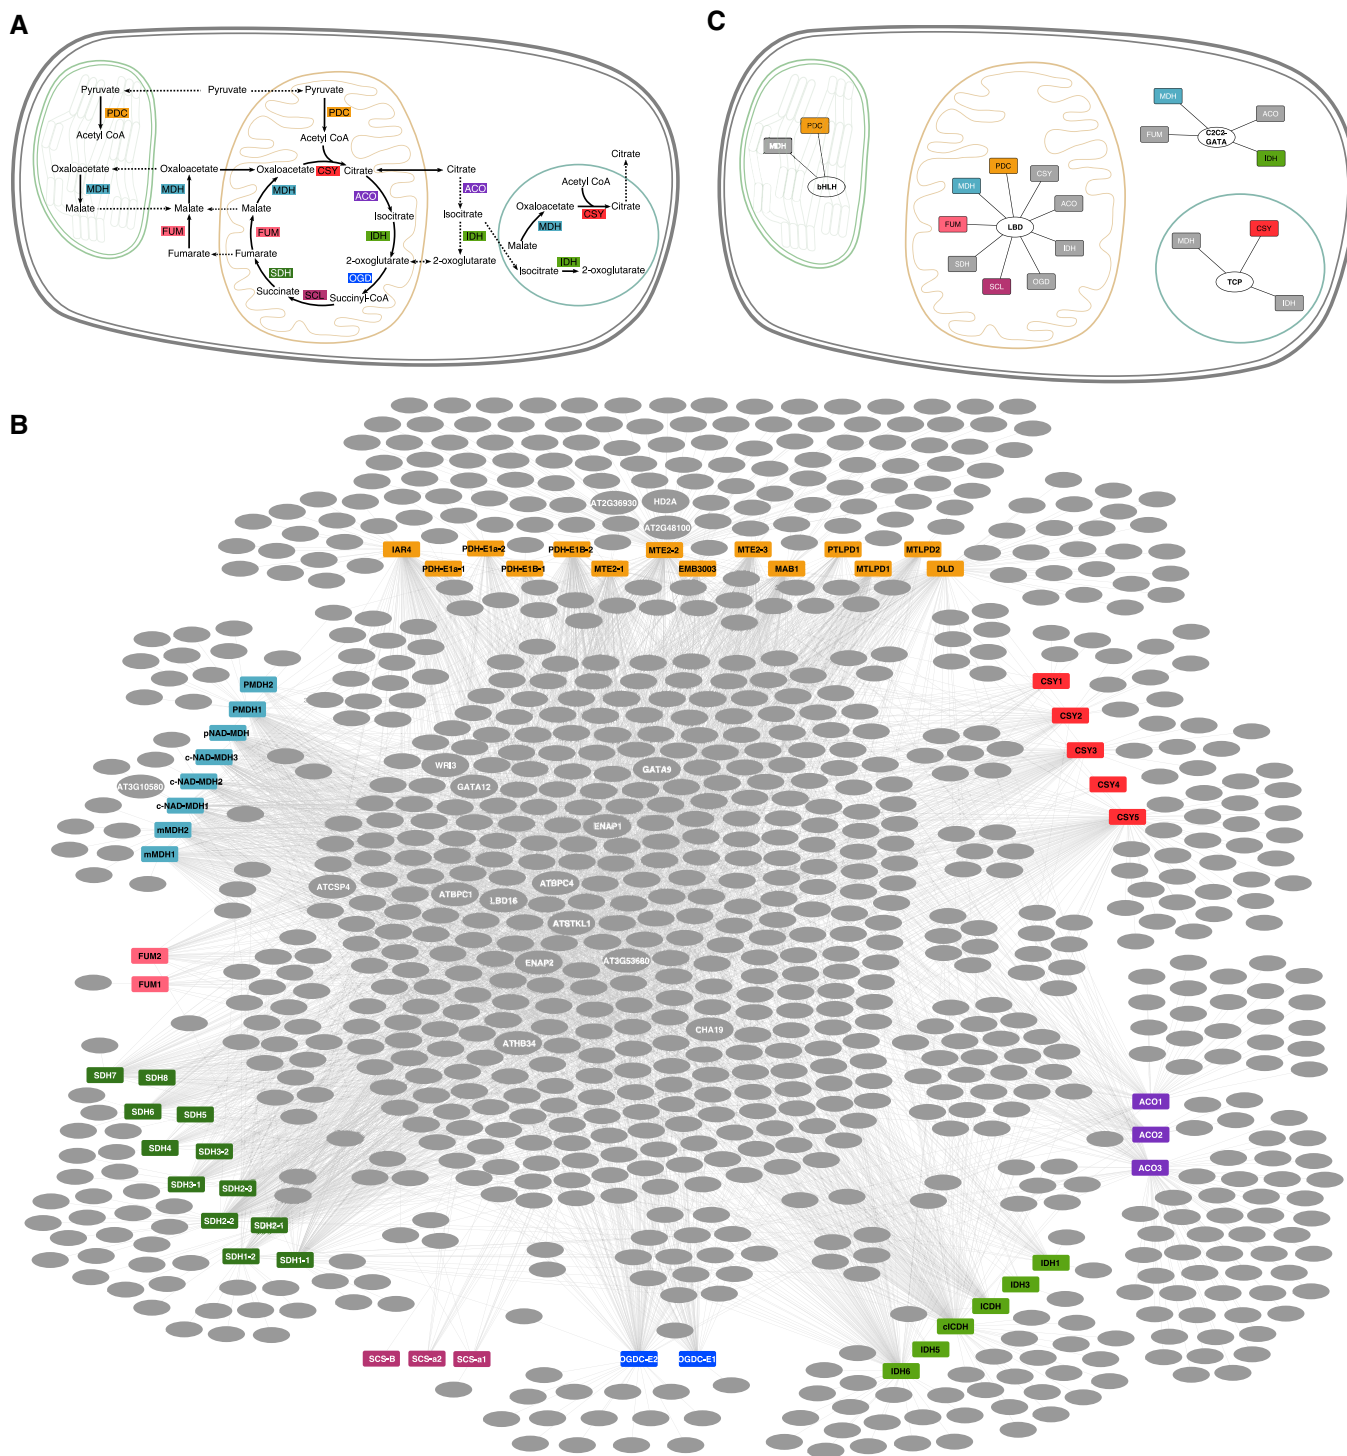 A
Pyruvate
Pyruvate
Pyruvate
PDC
PDC
Acetyl CoA
Acetyl CoA
Oxaloacetate
Oxaloacetate
Oxaloacetate
CSY
Citrate
Citrate
Citrate
MDH
MDH
MDH
ACO
ACO
Acetyl CoA
Malate
Malate
Malate
Isocitrate
Isocitrate
Oxaloacetate
CSY
Citrate
FUM
FUM
IDH
IDH
MDH
Malate
Fumarate
Fumarate
2-oxoglutarate
2-oxoglutarate
IDH
Isocitrate
2-oxoglutarate
SDH
OGD
Succinate
SCL
Succinyl-CoA
C
PDC
MDH
bHLH
PDC
CSY
MDH
ACO
FUM
LBD
IDH
SDH
OGD
SCL
MDH
ACO
FUM
C2C2-
GATA
IDH
MDH
CSY
TCP
IDH
B
AT2G36930
HD2A
AT2G48100
IAR4
PDH-E1a-2
PDH-E1B-2
MTE2-2
MTE2-3
PTLPD1
MTLPD2
PDH-E1a-1
PDH-E1B-1
MTE2-1
EMB3003
MAB1
MTLPD1
DLD
PMDH2
PMDH1
pNAD-MDH
c-NAD-MDH3
c-NAD-MDH2
c-NAD-MDH1
mMDH2
mMDH1
AT3G10580
CSY1
CSY2
CSY3
CSY4
CSY5
WRI3
GATA9
GATA12
ENAP1
ATCSP4
ATBPC1
ATBPC4
LBD16
ATSTKL1
ENAP2
AT3G53680
CHA19
ATHB34
FUM2
FUM1
SDH7
SDH8
SDH6
SDH5
SDH4
SDH3-2
SDH3-1
SDH2-3
SDH2-2
SDH2-1
SDH1-2
SDH1-1
ACO1
ACO2
ACO3
IDH1
IDH3
ICDH
cICDH
IDH5
IDH6
SCS-B
SCS-a2
SCS-a1
OGDC-E2
OGDC-E1